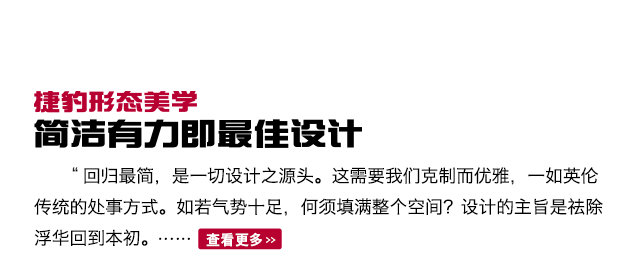 捷豹形态美学
简洁有力即最佳设计
“ 回归最简，是一切设计之源头。这需要我们克制而优雅，一如英伦
传统的处事方式。如若气势十足，何须填满整个空间？设计的主旨是祛除
浮华回到本初。…… 查看更多 »